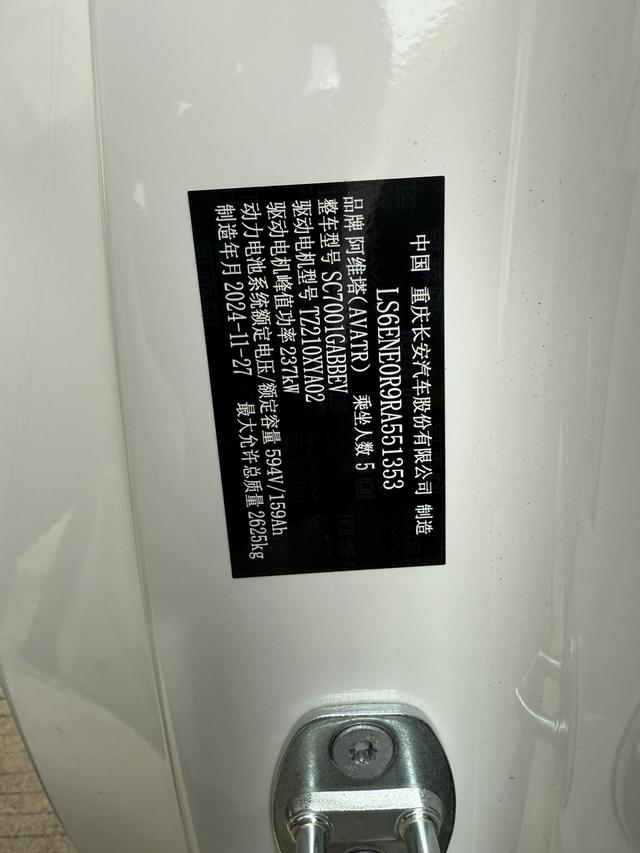 中国 重庆长安汽车股份有限公司 制造
LS6ENE0R9RA551353
品牌 阿维塔(AVATR) 乘坐人数 5
整车型号 SC7001GABBEV
驱动电机型号 TZ210XYA02
驱动电机峰值功率 237kW
动力电池系统额定电压/额定容量 594V/159Ah
制造年月 2024-11-27 最大允许总质量 2625kg